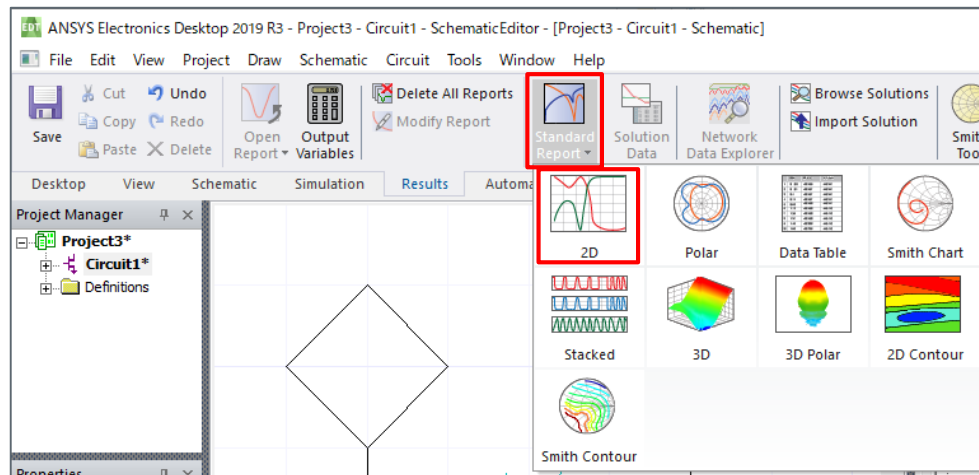 EDT ANSYS Electronics Desktop 2019 R3 - Project3 - Circuit1 - SchematicEditor - [Project3 - Circuit1 - Schematic]
File Edit View Project Draw Schematic Circuit Tools Window Help
Save
Cut Undo
Copy Redo
Paste Delete
Open
Report
Output
Variables
Delete All Reports
Modify Report
Standard
Report
Solution
Data
Network
Data Explorer
Browse Solutions
Import Solution
Desktop View Schematic Simulation Results
Project Manager
Project3*
Circuit1*
Definitions
2D Polar Data Table Smith Chart
Stacked 3D 3D Polar 2D Contour
Smith Contour
Properties